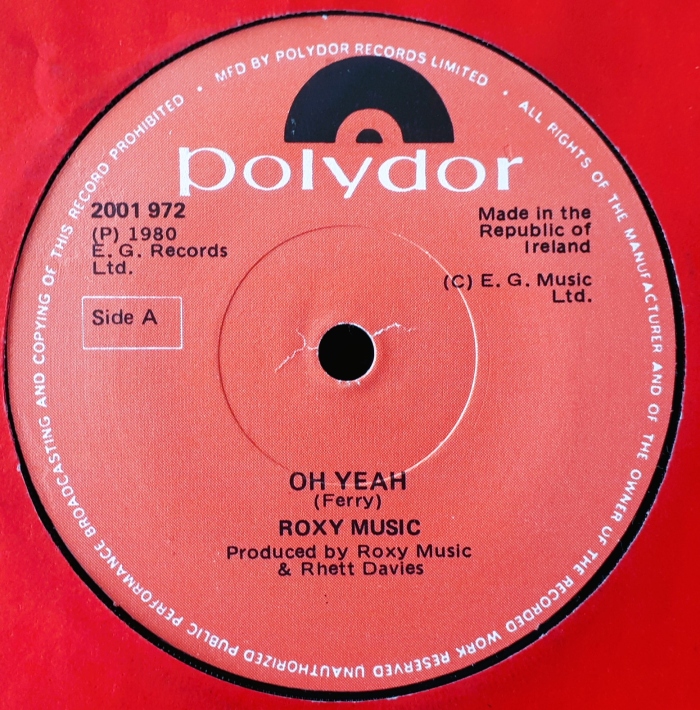 MFD BY POLYDOR RECORDS LIMITED • ALL RIGHTS OF THE MANUFACTURER AND OF THE OWNER OF THE RECORDED WORK RESERVED UNAUTHORIZED PUBLIC PERFORMANCE BROADCASTING AND COPYING OF THIS RECORD PROHIBITED •
polydor
2001 972
(P) 1980
E. G. Records
Ltd.
Made in the
Republic of
Ireland
(C) E. G. Music
Ltd.
Side A
OH YEAH
(Ferry)
ROXY MUSIC
Produced by Roxy Music
& Rhett Davies